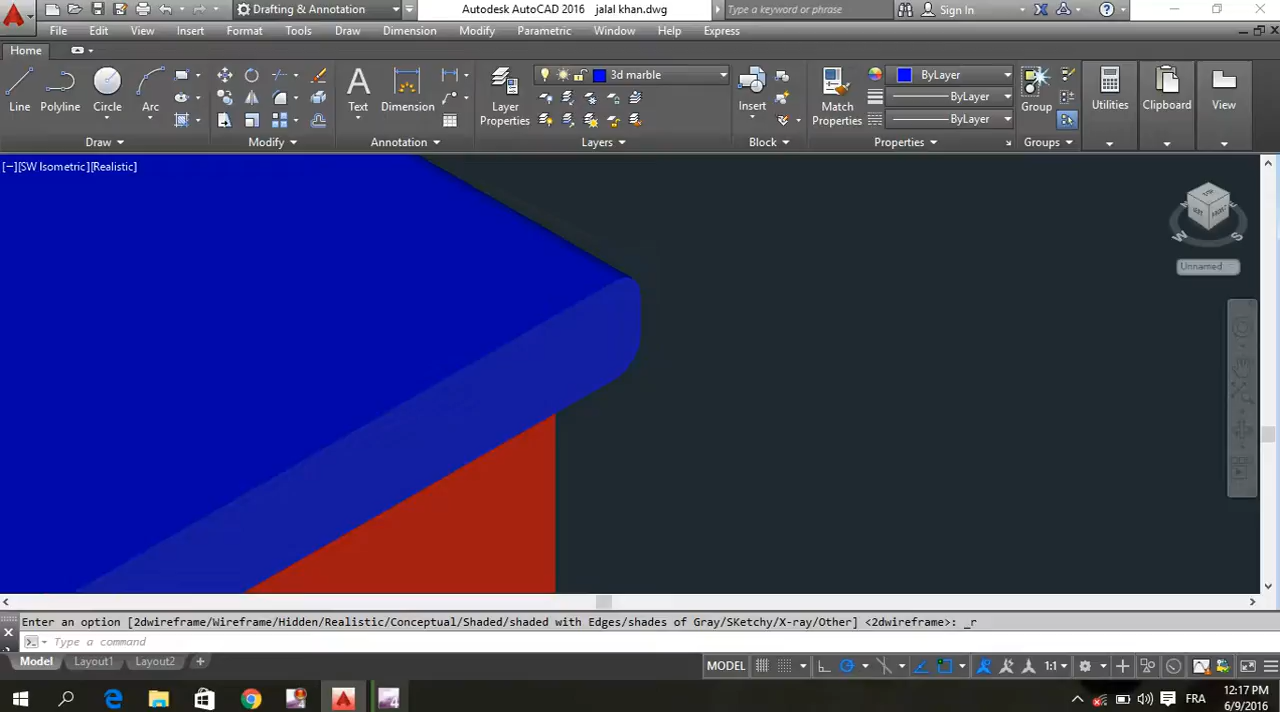 Drafting & Annotation
Autodesk AutoCAD 2016 jalal khan.dwg
Type a keyword or phrase
Sign In
File Edit View Insert Format Tools Draw Dimension Modify Parametric Window Help Express
Home
3d marble
ByLayer
ByLayer
ByLayer
Line Polyline Circle Arc
Text Dimension
Layer
Properties
Insert
Match
Properties
Group
Utilities
Clipboard
View
Draw Modify Annotation Layers Block Properties Groups
[−][SW Isometric][Realistic]
W S
Unnamed
Enter an option [2dwireframe/Wireframe/Hidden/Realistic/Conceptual/Shaded/shaded with Edges/shades of Gray/SKetchy/X-ray/Other] <2dwireframe>: _r
Type a command
Model Layout1 Layout2
MODEL
1:1
FRA
12:17 PM
6/9/2016